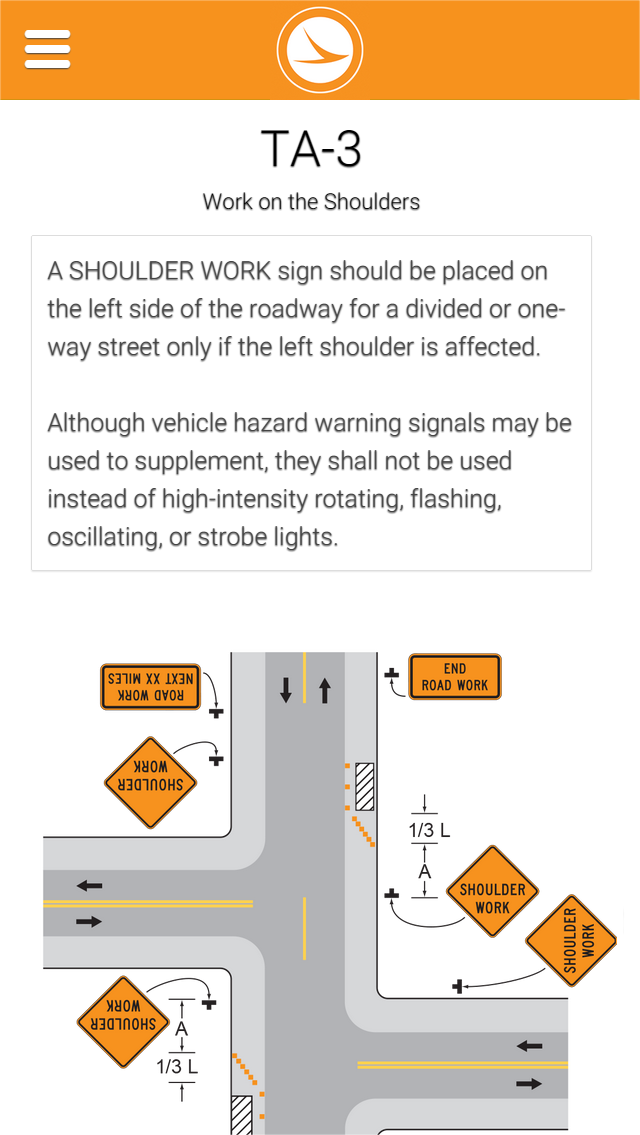 TA-3
Work on the Shoulders
A SHOULDER WORK sign should be placed on
the left side of the roadway for a divided or one-
way street only if the left shoulder is affected.
Although vehicle hazard warning signals may be
used to supplement, they shall not be used
instead of high-intensity rotating, flashing,
oscillating, or strobe lights.
ROAD WORK
NEXT XX MILES
END
ROAD WORK
SHOULDER
WORK
1/3 L
A
SHOULDER
WORK
SHOULDER
WORK
SHOULDER
WORK
A
1/3 L